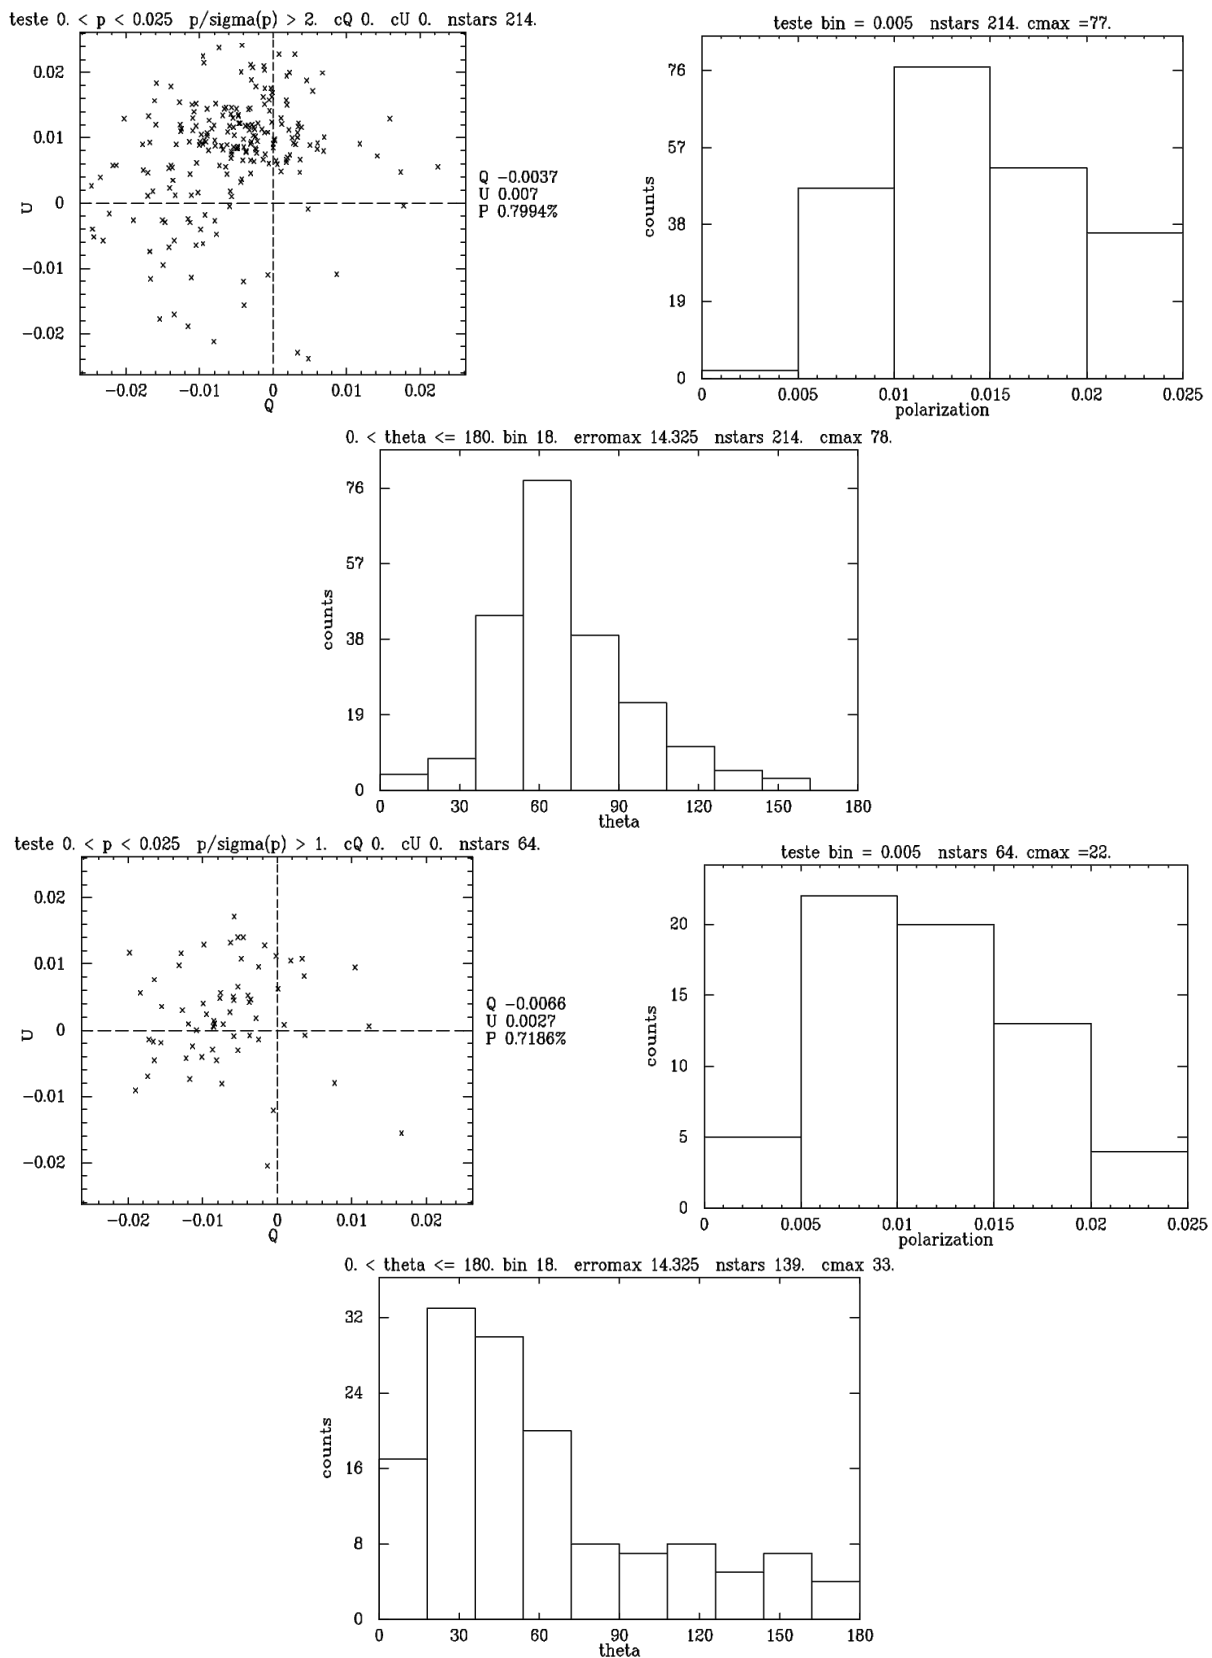 teste 0. < p < 0.025 p/sigma(p) > 2. cQ 0. cU 0. nstars 214.
0.02
0.01
0
−0.01
−0.02
U
−0.02
−0.01
0
0.01
0.02
Q
Q −0.0037
U 0.007
P 0.7994%
teste bin = 0.005 nstars 214. cmax =77.
76
57
38
19
0
counts
0
0.005
0.01
0.015
0.02
0.025
polarization
0. < theta <= 180. bin 18. erromax 14.325 nstars 214. cmax 78.
76
57
38
19
0
counts
0
30
60
90
120
150
180
theta
teste 0. < p < 0.025 p/sigma(p) > 1. cQ 0. cU 0. nstars 64.
0.02
0.01
0
−0.01
−0.02
U
−0.02
−0.01
0
0.01
0.02
Q
Q −0.0066
U 0.0027
P 0.7186%
teste bin = 0.005 nstars 64. cmax =22.
20
15
10
5
0
counts
0
0.005
0.01
0.015
0.02
0.025
polarization
0. < theta <= 180. bin 18. erromax 14.325 nstars 139. cmax 33.
32
24
16
8
0
counts
0
30
60
90
120
150
180
theta